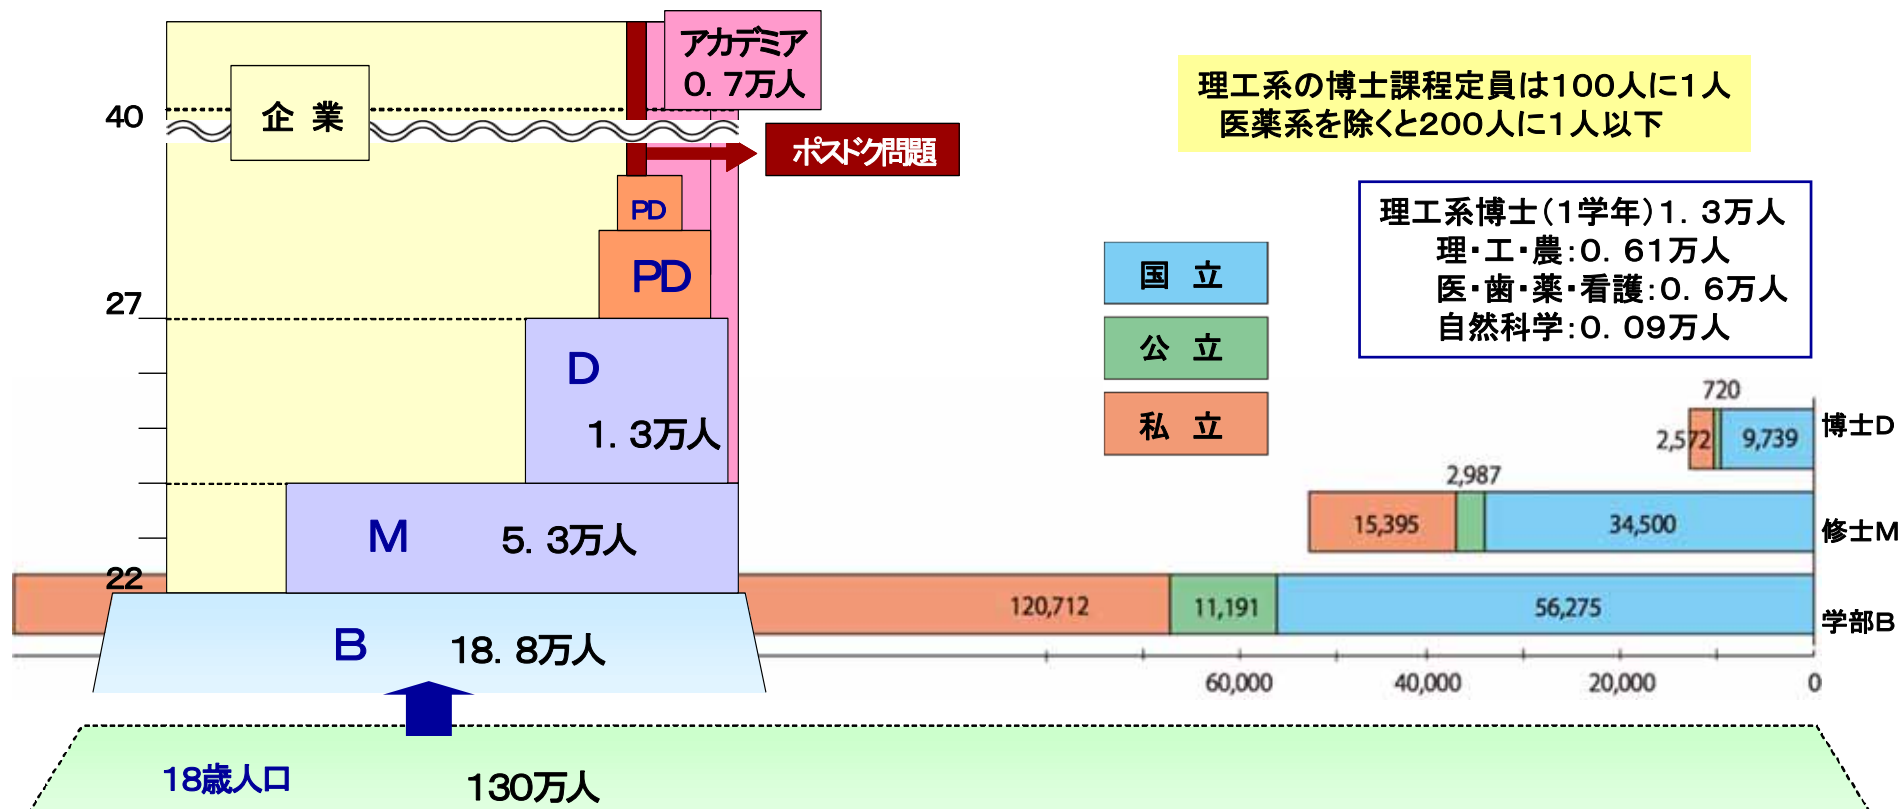 アカデミア
0.7万人
企 業
40
ポスドク問題
PD
PD
27
D
1.3万人
M 5.3万人
22
B 18.8万人
18歳人口 130万人
理工系の博士課程定員は100人に1人
医薬系を除くと200人に1人以下
理工系博士(1学年)1.3万人
理・工・農:0.61万人
医・歯・薬・看護:0.6万人
自然科学:0.09万人
国 立
公 立
私 立
720
2,572 9,739 博士D
2,987
15,395 34,500 修士M
120,712 11,191 56,275 学部B
60,000 40,000 20,000 0